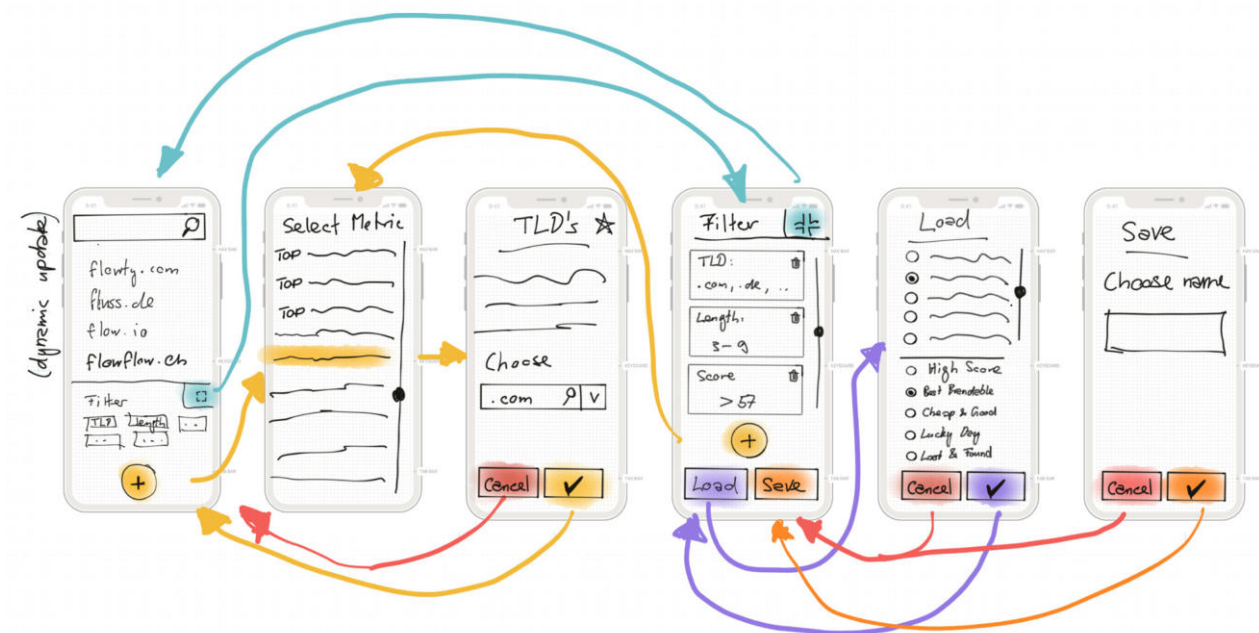 (dynamic update)
flowty.com
fluss.de
flow.io
flowflow.ch
Filter
TLD length ..
.. ..
+
Select Metric
TOP
TOP
TOP
TLD's
Choose
.com
v
Cancel ✓
Filter
TLD:
.com, .de, ..
Length:
3-9
Score
>57
+
Load Save
Load
High Score
Best Brandable
Cheap & Good
Lucky Day
Lost & Found
Cancel ✓
Save
Choose name
Cancel ✓